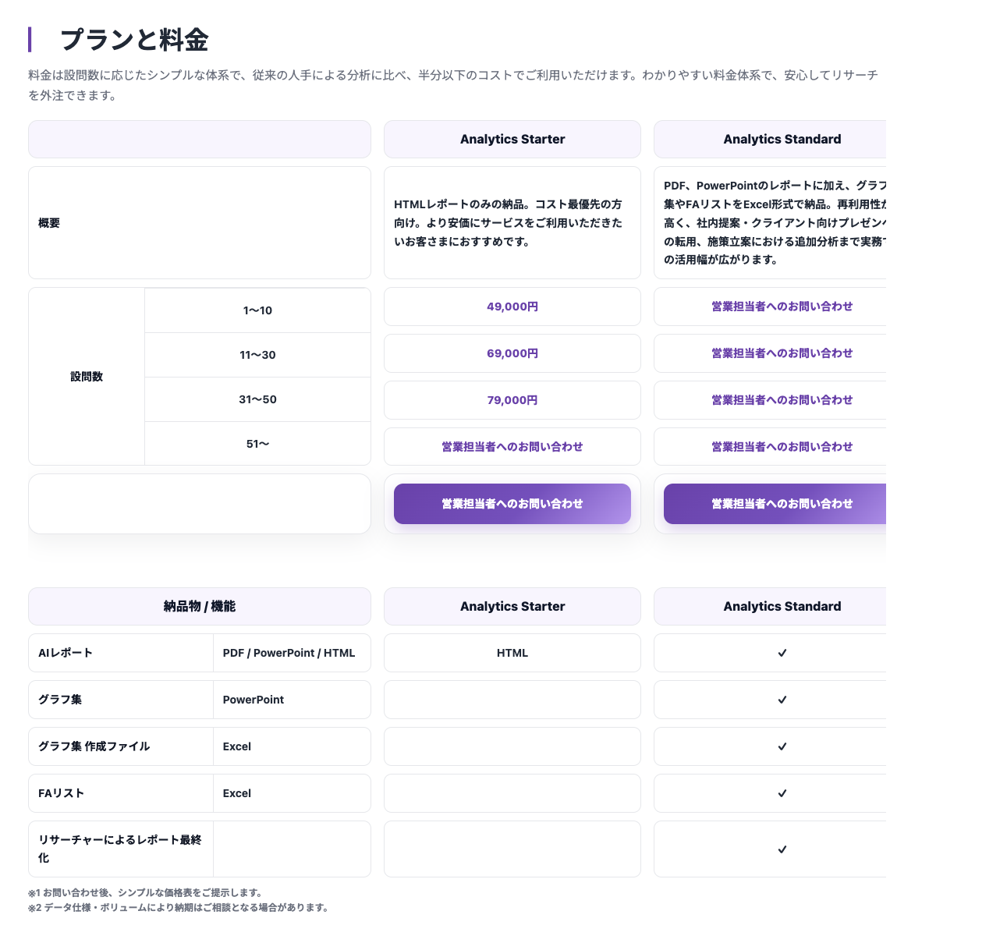 プランと料金
料金は設問数に応じたシンプルな体系で、従来の人手による分析に比べ、半分以下のコストでご利用いただけます。わかりやすい料金体系で、安心してリサーチ
を外注できます。
Analytics Starter
Analytics Standard
概要
HTMLレポートのみの納品。コスト最優先の方
向け。より安価にサービスをご利用いただきた
いお客さまにおすすめです。
PDF、PowerPointのレポートに加え、グラフ
集やFAリストをExcel形式で納品。再利用性が
高く、社内提案・クライアント向けプレゼンへ
の転用、施策立案における追加分析まで実務で
の活用幅が広がります。
設問数
1〜10
49,000円
営業担当者へのお問い合わせ
11〜30
69,000円
営業担当者へのお問い合わせ
31〜50
79,000円
営業担当者へのお問い合わせ
51〜
営業担当者へのお問い合わせ
営業担当者へのお問い合わせ
営業担当者へのお問い合わせ
営業担当者へのお問い合わせ
納品物 / 機能
Analytics Starter
Analytics Standard
AIレポート
PDF / PowerPoint / HTML
HTML
✓
グラフ集
PowerPoint
✓
グラフ集 作成ファイル
Excel
✓
FAリスト
Excel
✓
リサーチャーによるレポート最終
化
✓
※1 お問い合わせ後、シンプルな価格表をご提示します。
※2 データ仕様・ボリュームにより納期はご相談となる場合があります。